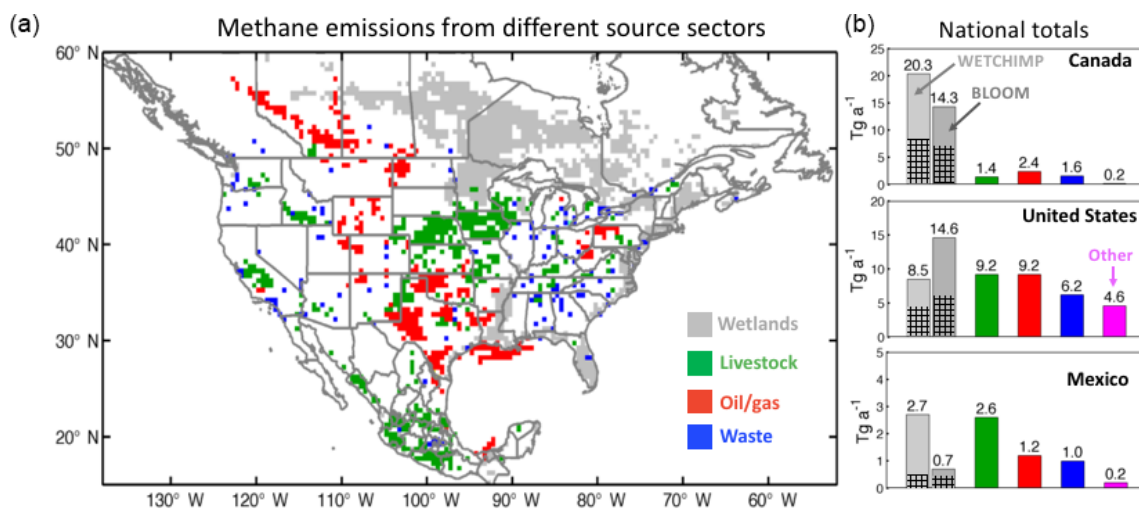 (a)
Methane emissions from different source sectors
60° N
50° N
40° N
30° N
20° N
130° W
120° W
110° W
100° W
90° W
80° W
70° W
60° W
Wetlands
Livestock
Oil/gas
Waste
(b)
National totals
Canada
Tg a⁻¹
25
20
15
10
5
0
20.3
WETCHIMP
14.3
BLOOM
1.4
2.4
1.6
0.2
United States
Tg a⁻¹
20
15
10
5
0
8.5
14.6
9.2
9.2
6.2
Other
4.6
Mexico
Tg a⁻¹
5
4
3
2
1
0
2.7
0.7
2.6
1.2
1.0
0.2